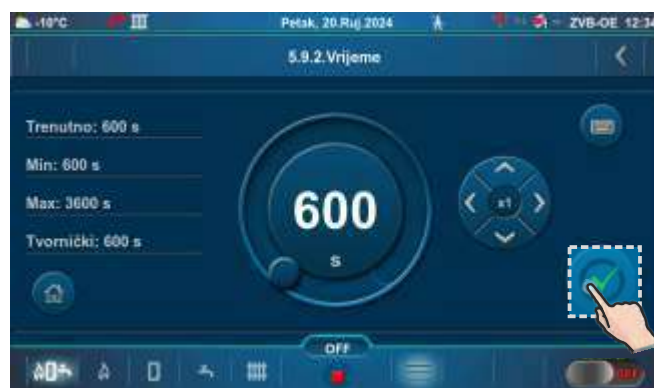 -10°C Petak, 20.Ruj.2024 ZVB-OE 12:34
5.9.2.Vrijeme
Trenutno: 600 s
Min: 600 s
Max: 3600 s
Tvornički: 600 s
600
s
x1
OFF
OFF